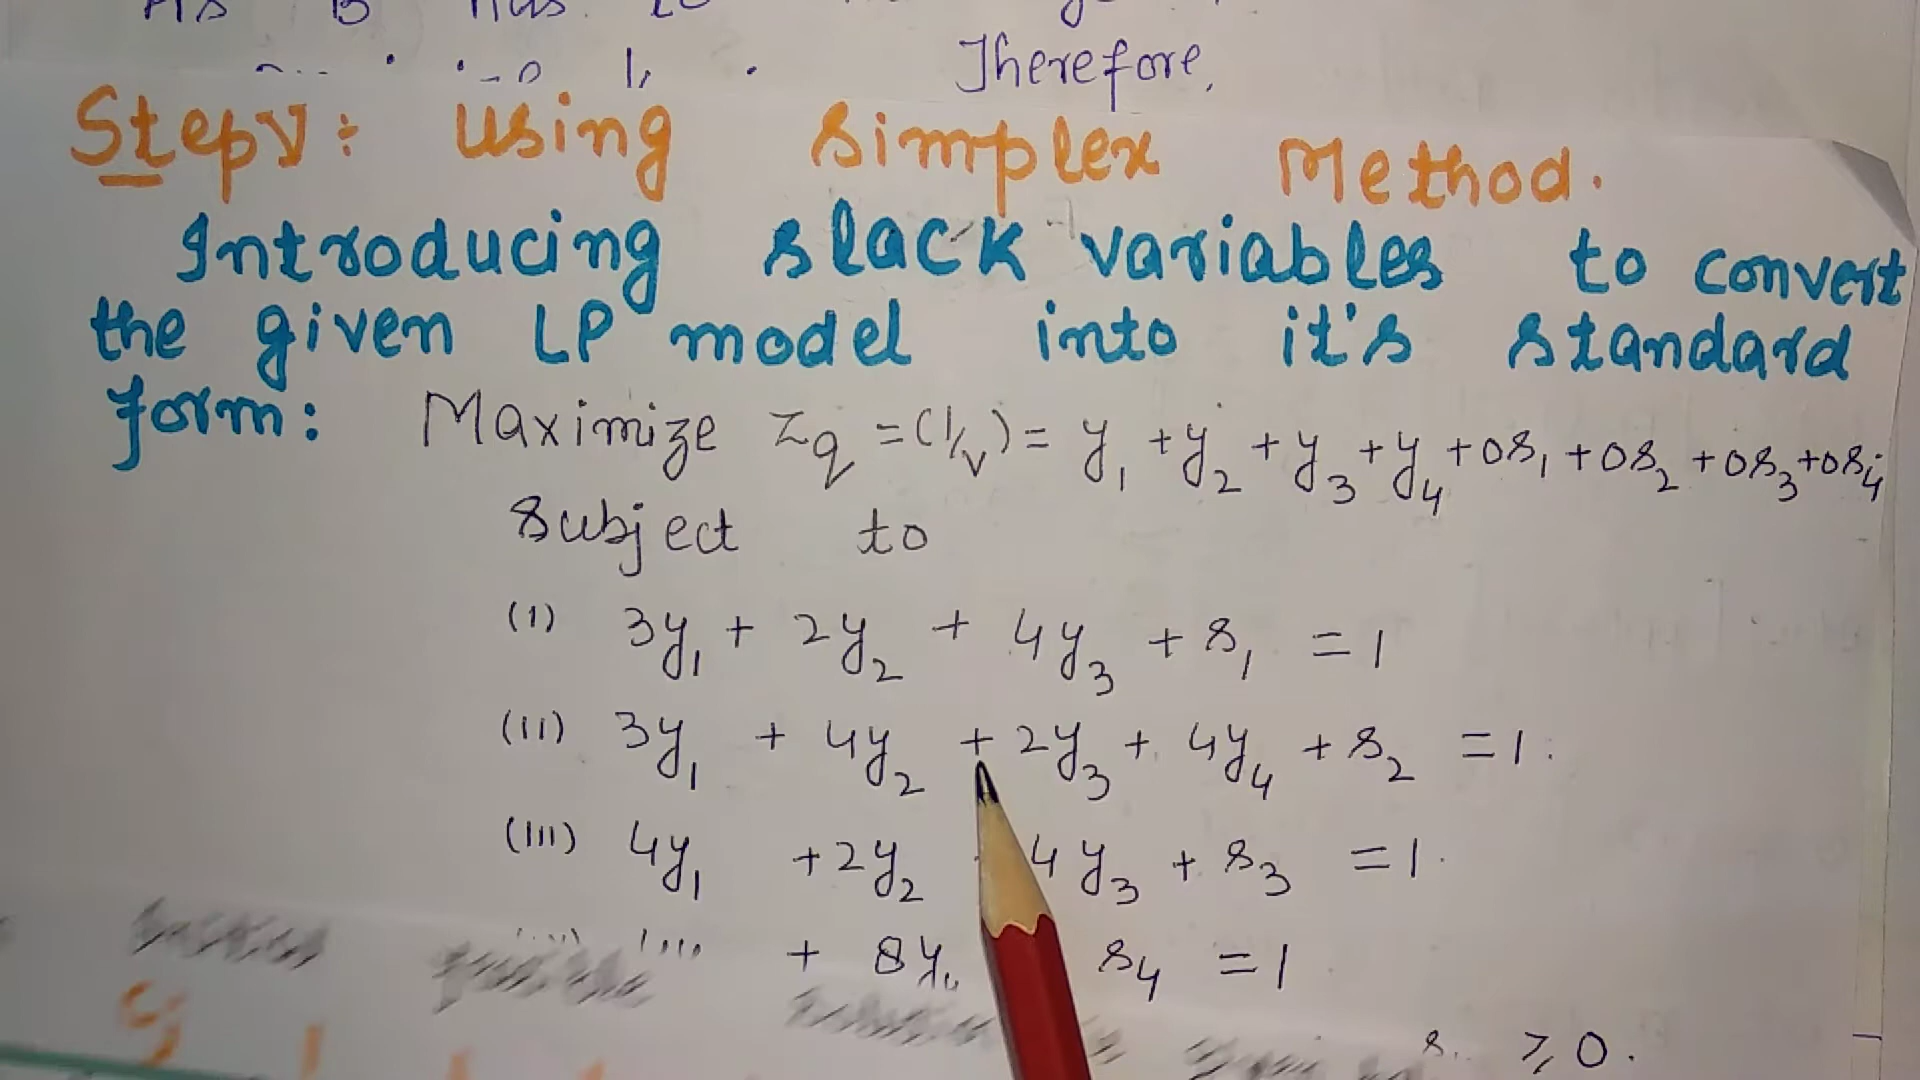 Therefore,
Step V: Using Simplex Method.
Introducing slack variables to convert
the given LP model into it's standard
form: Maximize Zq = (1/v) = y₁ + y₂ + y₃ + y₄ + 0s₁ + 0s₂ + 0s₃ + 0s₄
Subject to
(i) 3y₁ + 2y₂ + 4y₃ + s₁ = 1
(ii) 3y₁ + 4y₂ + 2y₃ + 4y₄ + s₂ = 1.
(iii) 4y₁ + 2y₂ 4y₃ + s₃ = 1.
+ 8y₄ s₄ = 1
≥ 0.